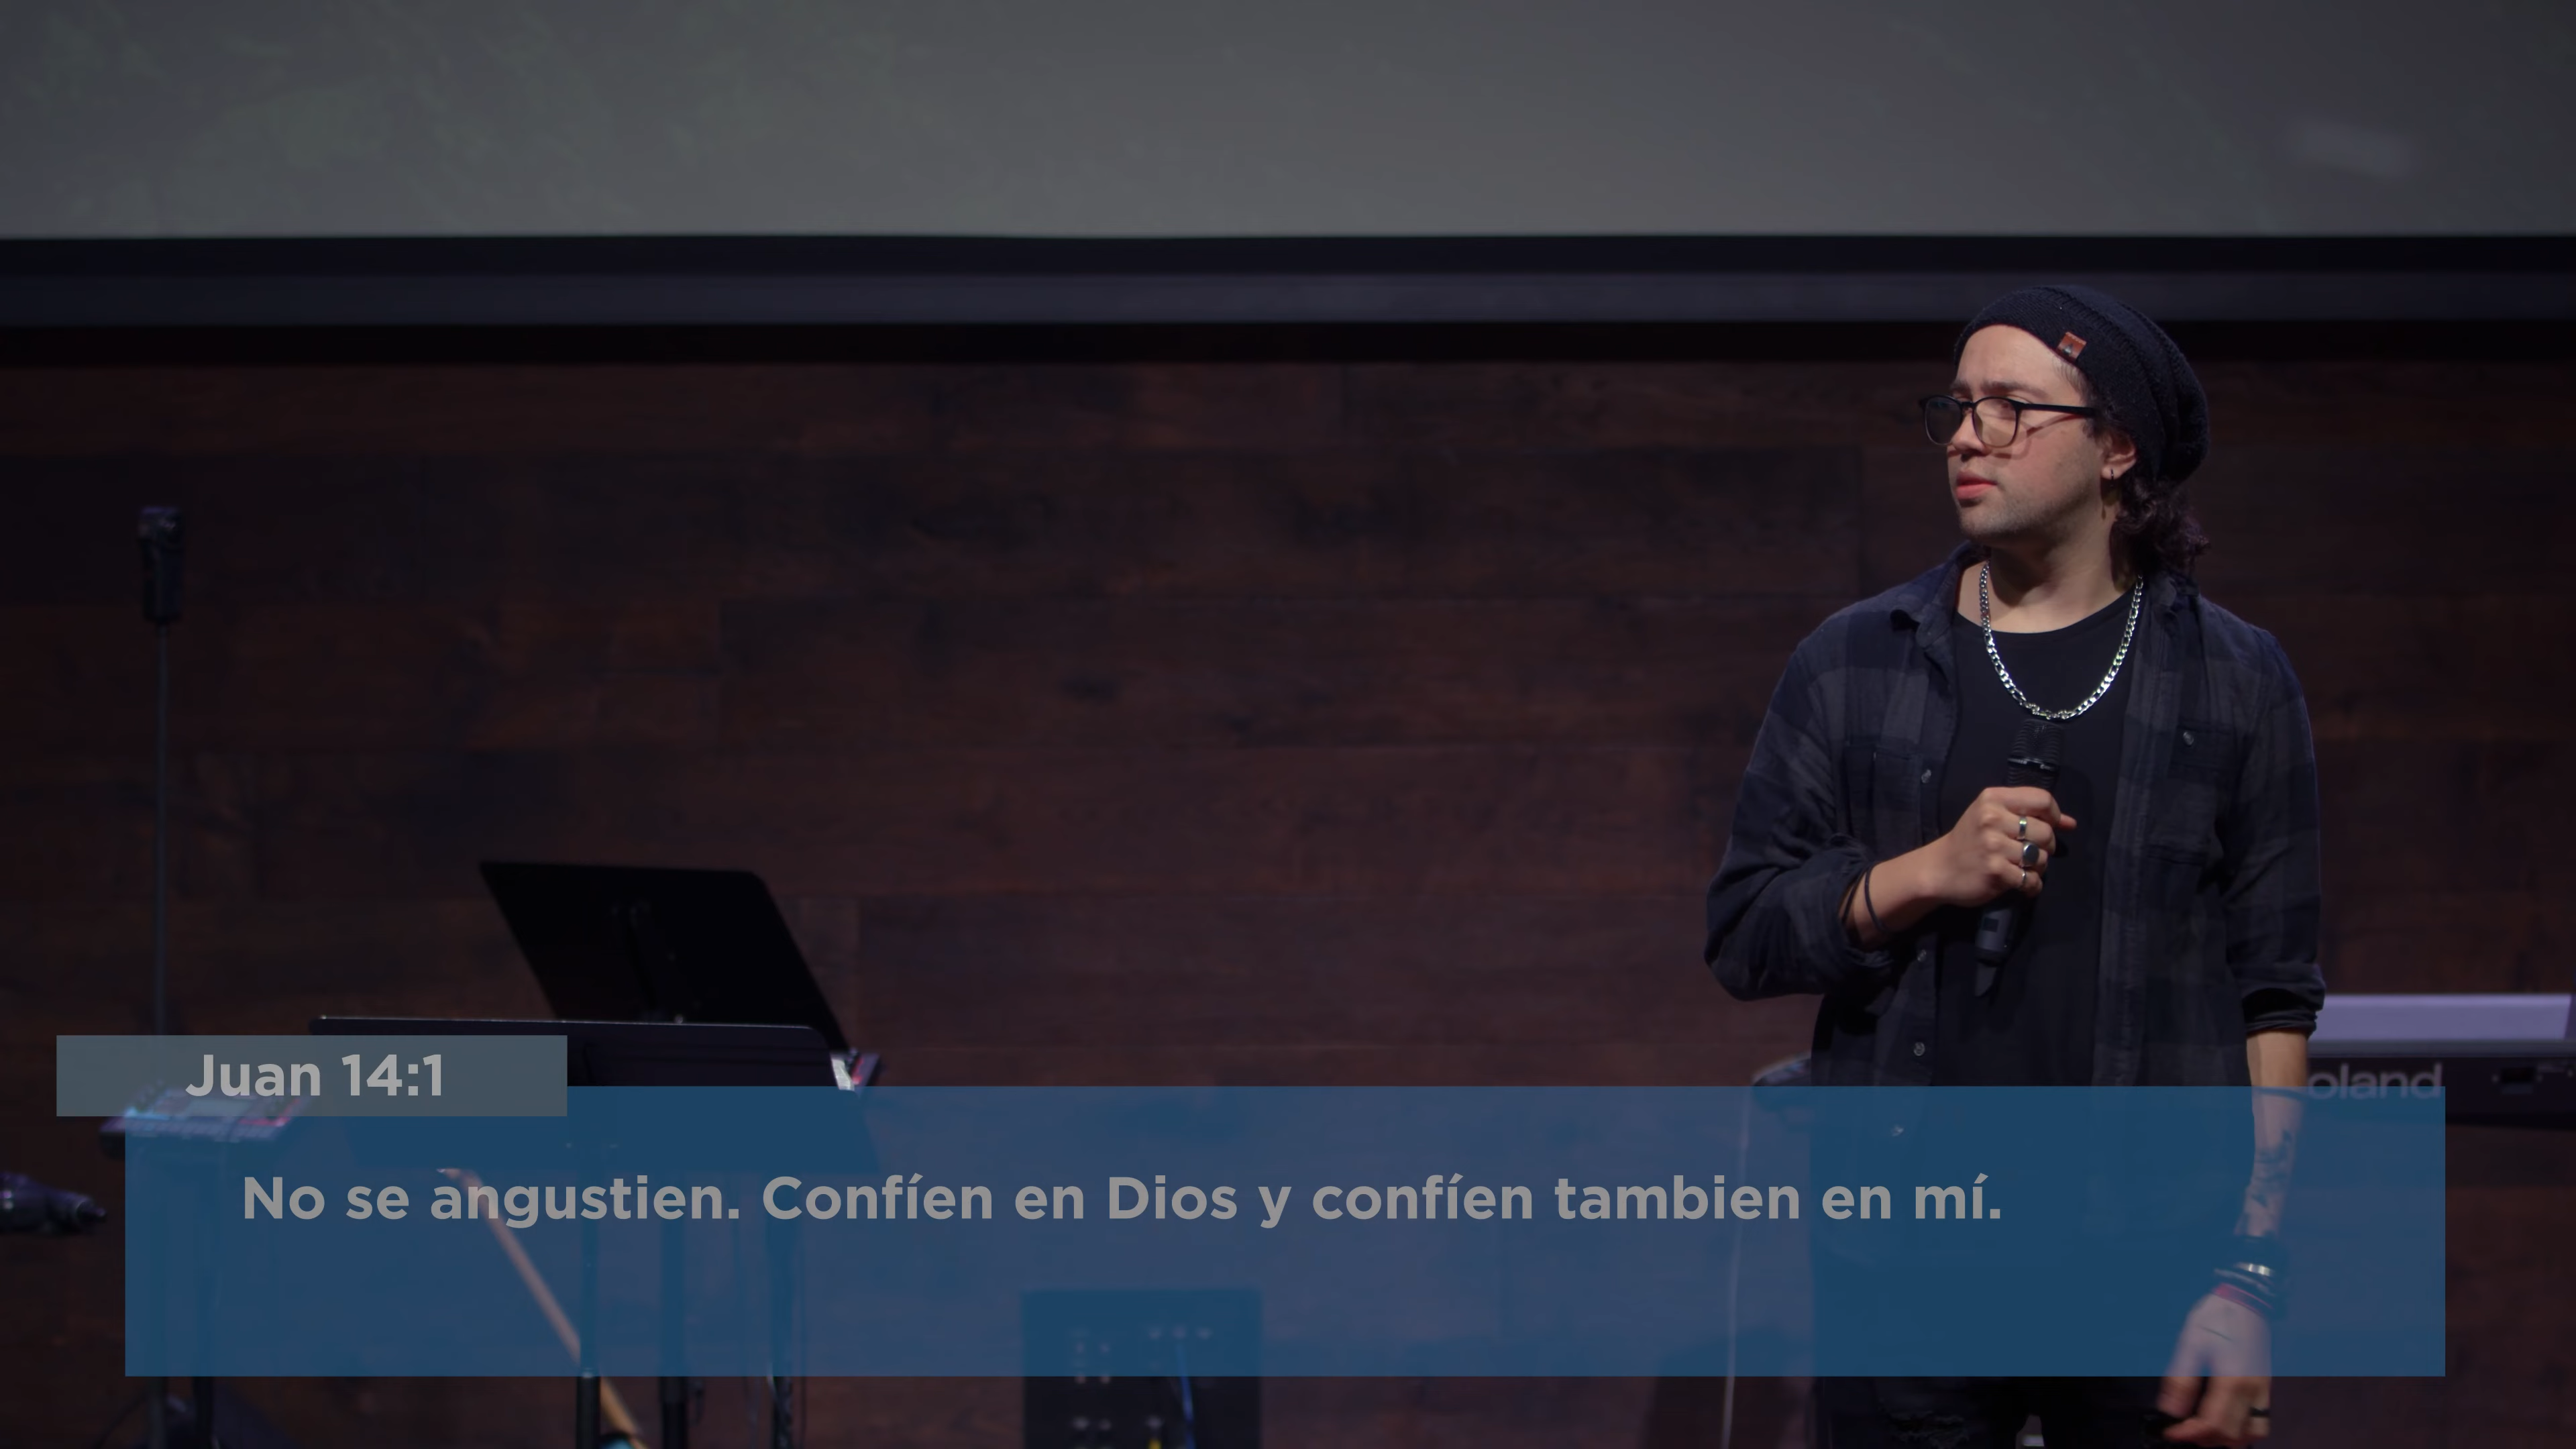 Juan 14:1
oland
No se angustien. Confíen en Dios y confíen tambien en mí.